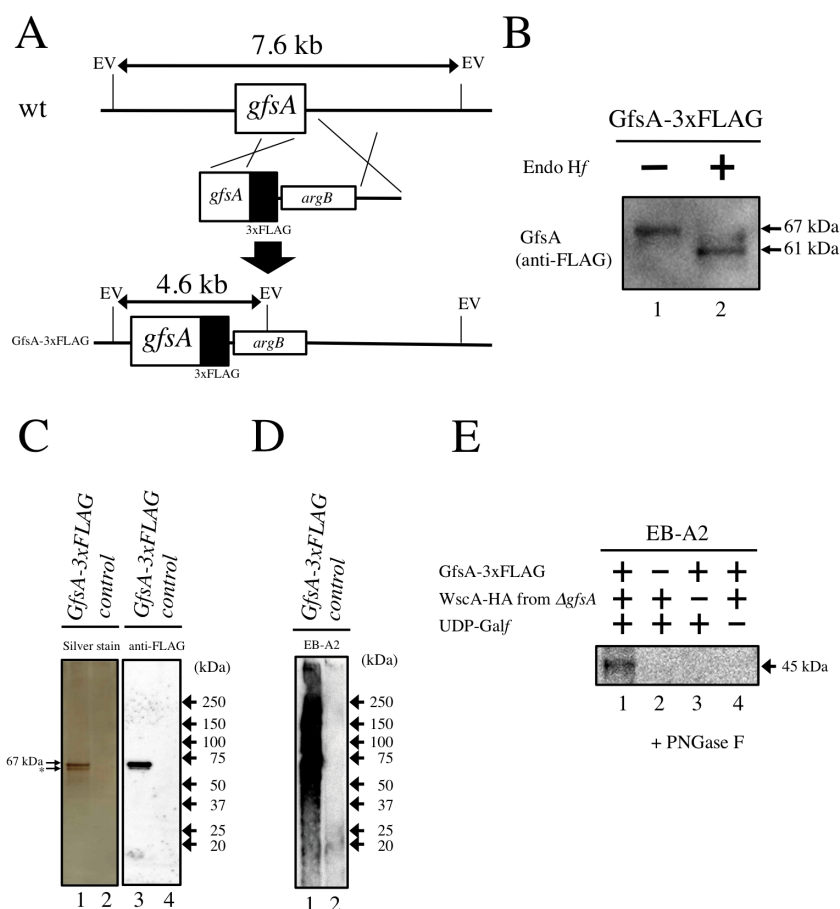 A
7.6 kb
EV
EV
wt
gfsA
gfsA
argB
3xFLAG
4.6 kb
EV
EV
EV
GfsA-3xFLAG
gfsA
argB
3xFLAG
B
GfsA-3xFLAG
Endo Hf
− +
GfsA
(anti-FLAG)
67 kDa
61 kDa
1 2
C
GfsA-3xFLAG
control
GfsA-3xFLAG
control
Silver stain
anti-FLAG
(kDa)
67 kDa
*
250
150
100
75
50
37
25
20
1 2 3 4
D
GfsA-3xFLAG
control
EB-A2
(kDa)
250
150
100
75
50
37
25
20
1 2
E
EB-A2
GfsA-3xFLAG + − + +
WscA-HA from ΔgfsA + + − +
UDP-Galf + + + −
45 kDa
1 2 3 4
+ PNGase F